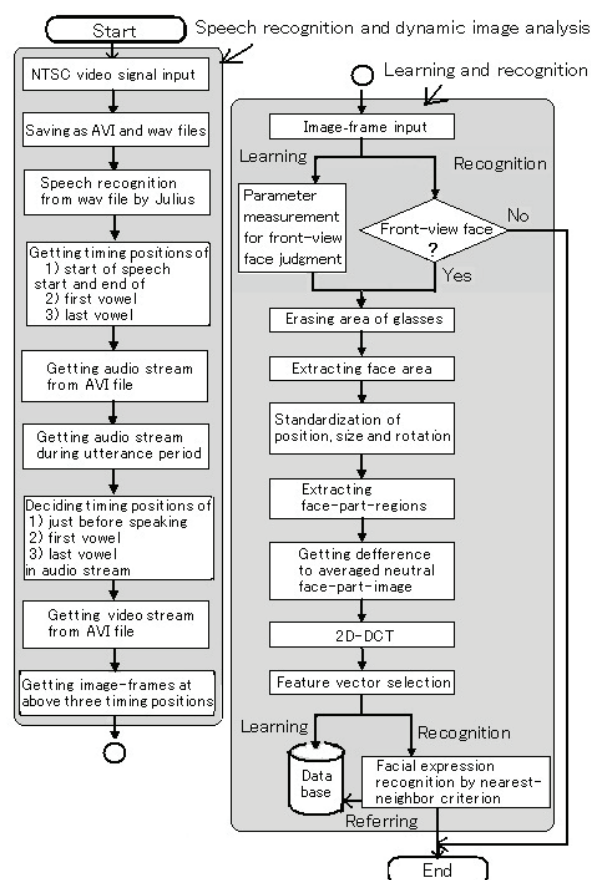 Start
Speech recognition and dynamic image analysis
NTSC video signal input
Saving as AVI and wav files
Speech recognition
from wav file by Julius
Getting timing positions of
1) start of speech
start and end of
2) first vowel
3) last vowel
Getting audio stream
from AVI file
Getting audio stream
during utterance period
Deciding timing positions of
1) just before speaking
2) first vowel
3) last vowel
in audio stream
Getting video stream
from AVI file
Getting image-frames at
above three timing positions
Learning and recognition
Image-frame input
Learning
Recognition
Parameter
measurement
for front-view
face judgment
Front-view face
?
No
Yes
Erasing area of glasses
Extracting face area
Standardization of
position, size and rotation
Extracting
face-part-regions
Getting defference
to averaged neutral
face-part-image
2D-DCT
Feature vector selection
Learning
Recognition
Data
base
Facial expression
recognition by nearest-
neighbor criterion
Referring
End